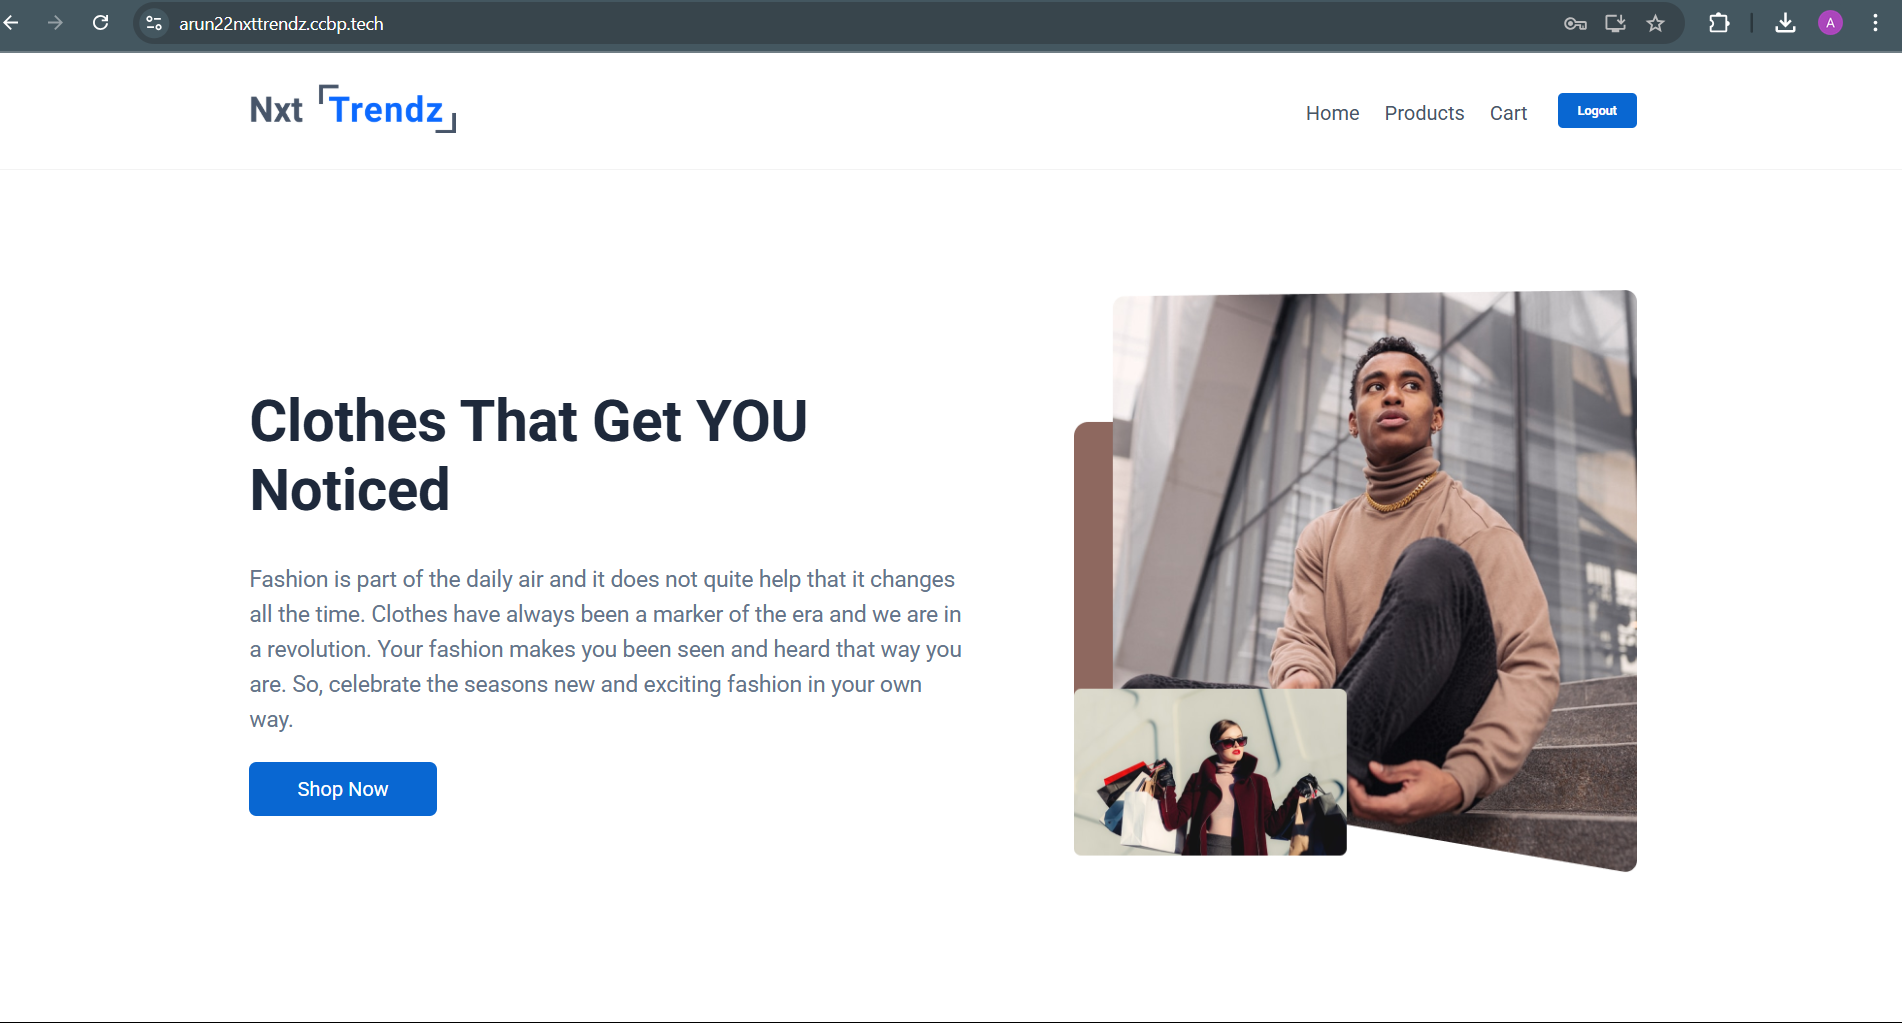 arun22nxttrendz.ccbp.tech
A
Nxt Trendz
Home Products Cart Logout
Clothes That Get YOU
Noticed
Fashion is part of the daily air and it does not quite help that it changes
all the time. Clothes have always been a marker of the era and we are in
a revolution. Your fashion makes you been seen and heard that way you
are. So, celebrate the seasons new and exciting fashion in your own
way.
Shop Now